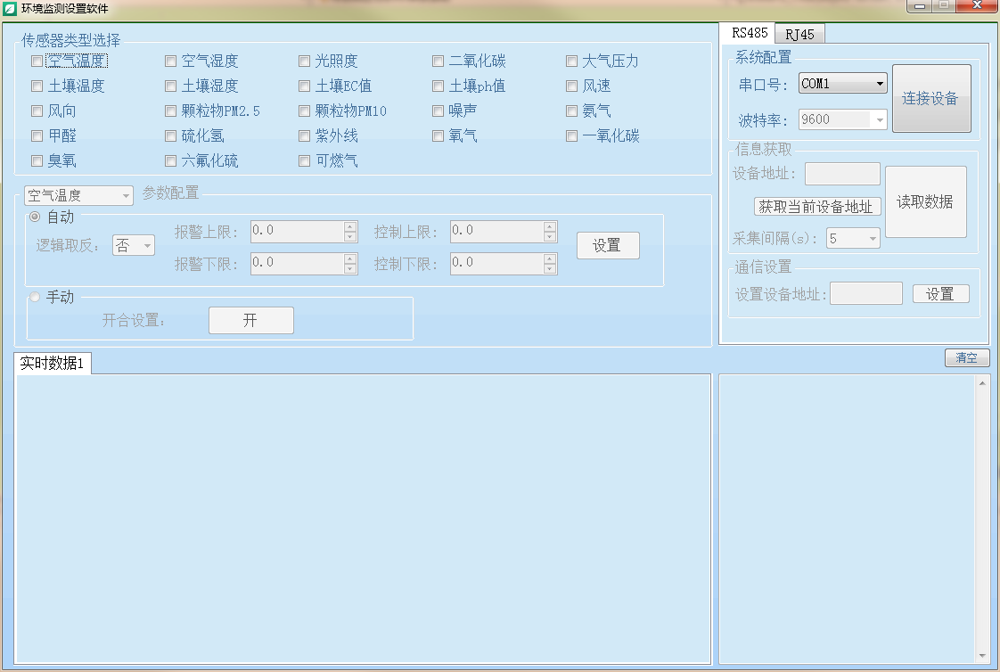 环境监测设置软件
传感器类型选择
空气温度 空气湿度 光照度 二氧化碳 大气压力
土壤温度 土壤湿度 土壤EC值 土壤ph值 风速
风向 颗粒物PM2.5 颗粒物PM10 噪声 氨气
甲醛 硫化氢 紫外线 氧气 一氧化碳
臭氧 六氟化硫 可燃气
空气温度 参数配置
自动
逻辑取反: 否 报警上限: 0.0 控制上限: 0.0 设置
报警下限: 0.0 控制下限: 0.0
手动
开合设置: 开
RS485 RJ45
系统配置
串口号: COM1 连接设备
波特率: 9600
信息获取
设备地址: 读取数据
获取当前设备地址
采集间隔(s): 5
通信设置
设置设备地址: 设置
清空
实时数据1